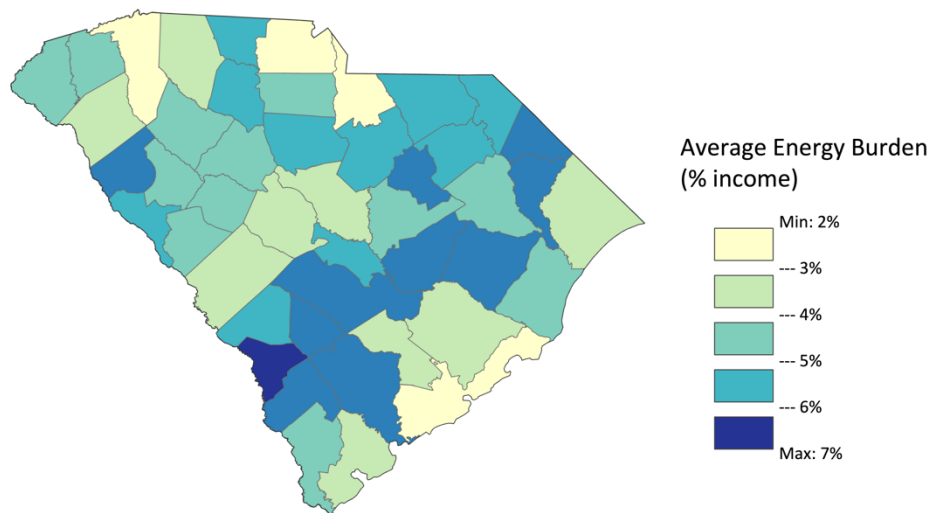 Average Energy Burden
(% income)
Min: 2%
--- 3%
--- 4%
--- 5%
--- 6%
Max: 7%